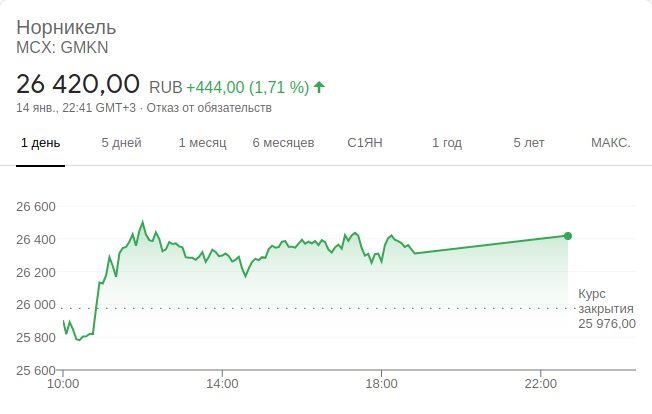 Норникель
MCX: GMKN
26 420,00 RUB +444,00 (1,71 %)
14 янв., 22:41 GMT+3 · Отказ от обязательств
1 день 5 дней 1 месяц 6 месяцев С1ЯН 1 год 5 лет МАКС.
26 600
26 400
26 200
26 000
25 800
25 600
Курс
закрытия
25 976,00
10:00 14:00 18:00 22:00